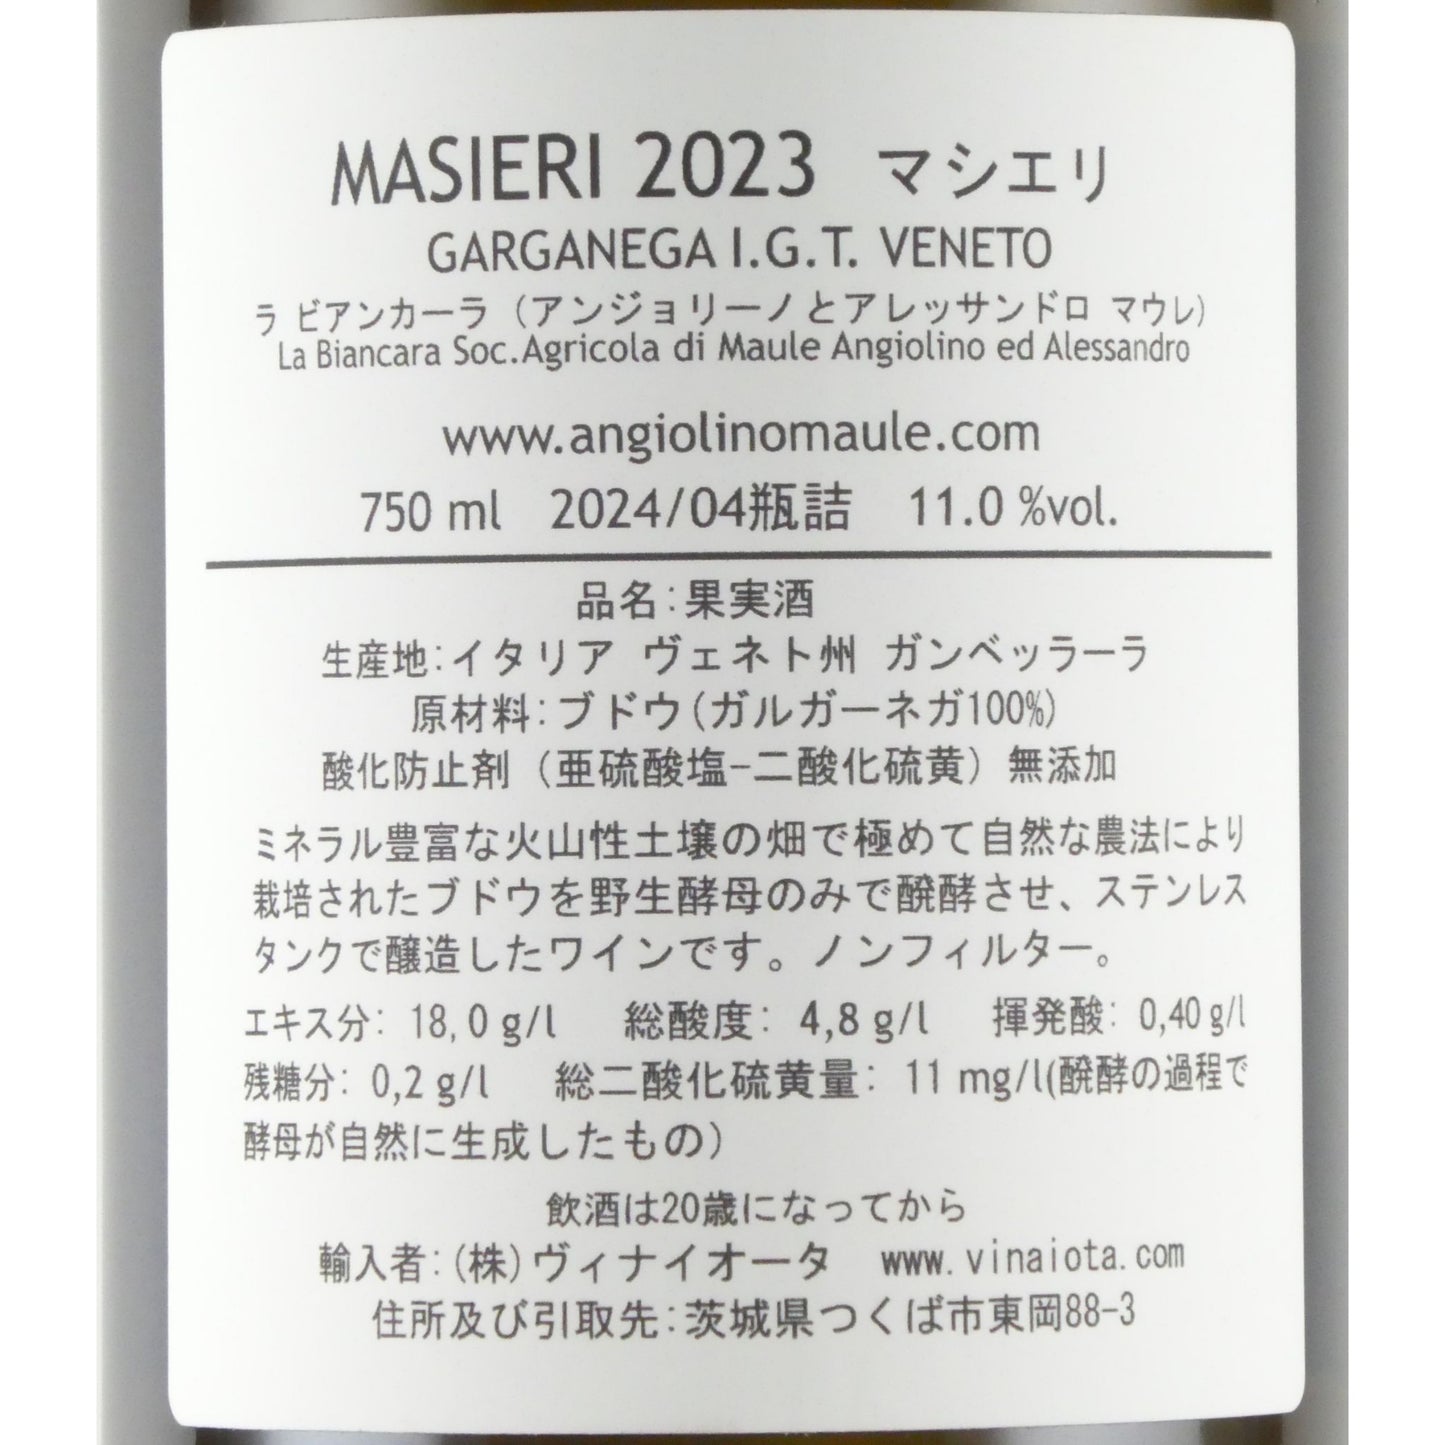 MASIERI 2023 マシエリ
GARGANEGA I.G.T. VENETO
ラ ビアンカーラ (アンジョリーノとアレッサンドロ マウレ)
La Biancara Soc.Agricola di Maule Angiolino ed Alessandro
www.angiolinomaule.com
750 ml 2024/04瓶詰 11.0 %vol.
品名:果実酒
生産地:イタリア ヴェネト州 ガンベッラーラ
原材料:ブドウ(ガルガーネガ100%)
酸化防止剤(亜硫酸塩-二酸化硫黄)無添加
ミネラル豊富な火山性土壌の畑で極めて自然な農法により
栽培されたブドウを野生酵母のみで醗酵させ、ステンレス
タンクで醸造したワインです。ノンフィルター。
エキス分: 18,0 g/l 総酸度: 4,8 g/l 揮発酸: 0,40 g/l
残糖分: 0,2 g/l 総二酸化硫黄量: 11 mg/l(醗酵の過程で
酵母が自然に生成したもの)
飲酒は20歳になってから
輸入者:(株)ヴィナイオータ www.vinaiota.com
住所及び引取先:茨城県つくば市東岡88-3